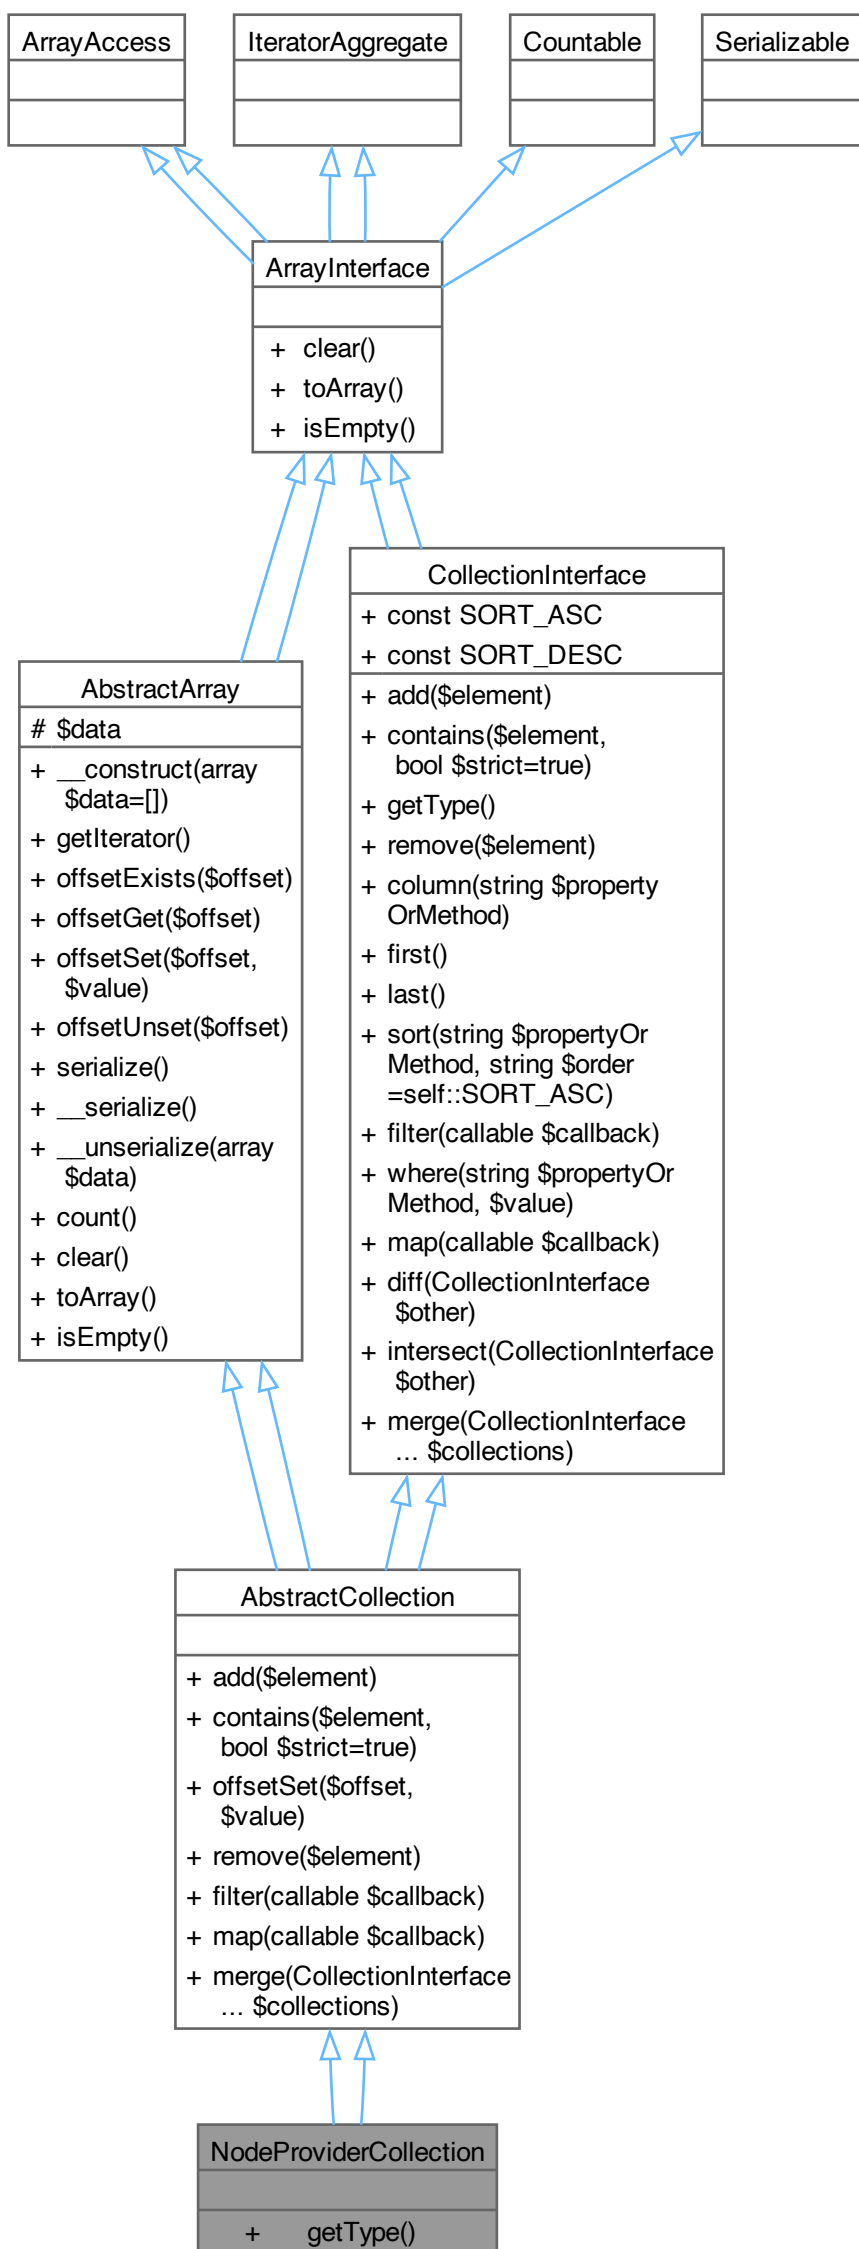 ArrayAccess
IteratorAggregate
Countable
Serializable
ArrayInterface
+ clear()
+ toArray()
+ isEmpty()
AbstractArray
# $data
+ __construct(array
$data=[])
+ getIterator()
+ offsetExists($offset)
+ offsetGet($offset)
+ offsetSet($offset,
$value)
+ offsetUnset($offset)
+ serialize()
+ __serialize()
+ __unserialize(array
$data)
+ count()
+ clear()
+ toArray()
+ isEmpty()
CollectionInterface
+ const SORT_ASC
+ const SORT_DESC
+ add($element)
+ contains($element,
bool $strict=true)
+ getType()
+ remove($element)
+ column(string $property
OrMethod)
+ first()
+ last()
+ sort(string $propertyOr
Method, string $order
=self::SORT_ASC)
+ filter(callable $callback)
+ where(string $propertyOr
Method, $value)
+ map(callable $callback)
+ diff(CollectionInterface
$other)
+ intersect(CollectionInterface
$other)
+ merge(CollectionInterface
... $collections)
AbstractCollection
+ add($element)
+ contains($element,
bool $strict=true)
+ offsetSet($offset,
$value)
+ remove($element)
+ filter(callable $callback)
+ map(callable $callback)
+ merge(CollectionInterface
... $collections)
NodeProviderCollection
+ getType()